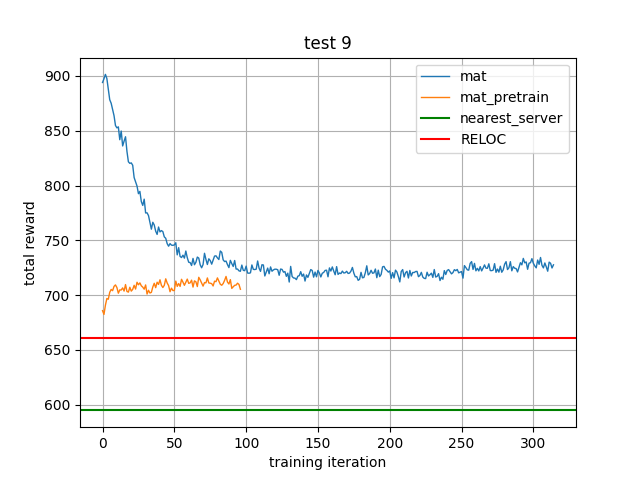 test 9
mat
mat_pretrain
nearest_server
RELOC
total reward
900
850
800
750
700
650
600
0 50 100 150 200 250 300
training iteration